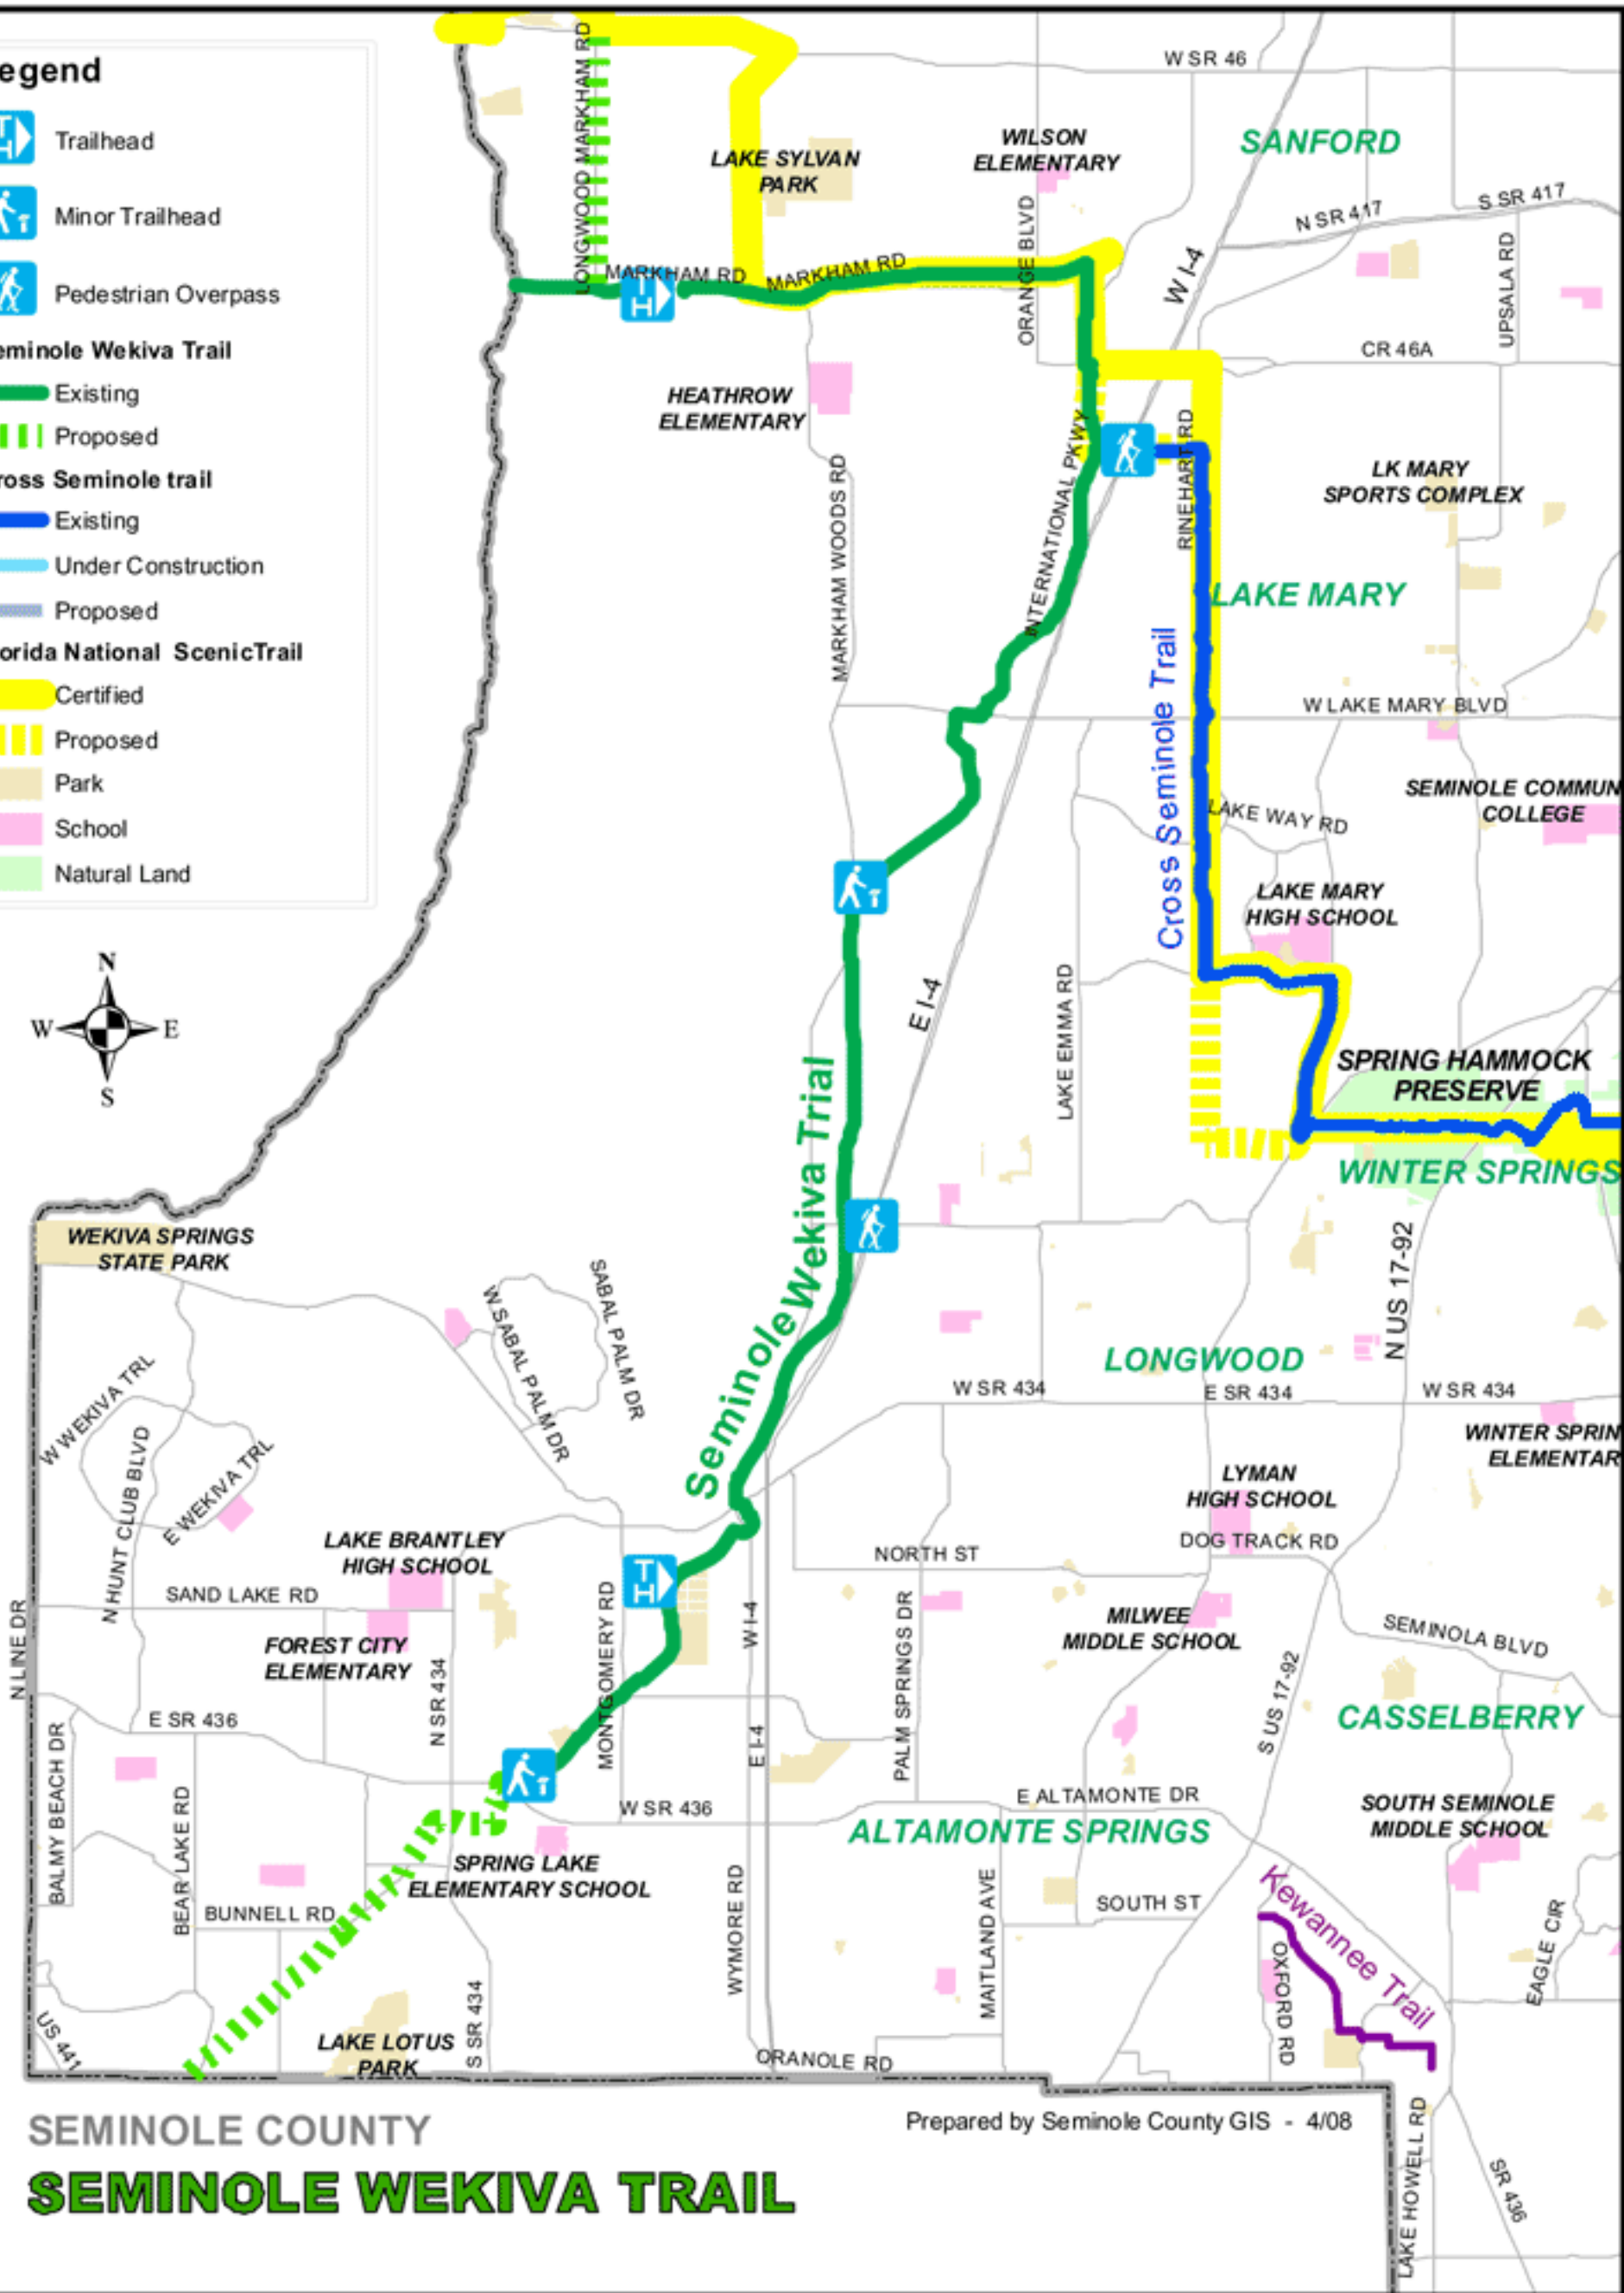 egend
Trailhead
Minor Trailhead
Pedestrian Overpass
eminole Wekiva Trail
Existing
Proposed
ross Seminole trail
Existing
Under Construction
Proposed
orida National ScenicTrail
Certified
Proposed
Park
School
Natural Land
N
W
E
S
T
H
T
H
W SR 46
SANFORD
WILSON
ELEMENTARY
LONGWOOD MARKHAM RD
LAKE SYLVAN
PARK
N SR 417
S SR 417
ORANGE BLVD
UPSALA RD
W I-4
MARKHAM RD
MARKHAM RD
CR 46A
HEATHROW
ELEMENTARY
RINEHART RD
INTERNATIONAL PKWY
MARKHAM WOODS RD
LK MARY
SPORTS COMPLEX
LAKE MARY
Cross Seminole Trail
W LAKE MARY BLVD
SEMINOLE COMMUN
COLLEGE
LAKE WAY RD
LAKE MARY
HIGH SCHOOL
E I-4
LAKE EMMA RD
SPRING HAMMOCK
PRESERVE
WINTER SPRINGS
Seminole Wekiva Trial
WEKIVA SPRINGS
STATE PARK
W SABAL PALM DR
SABAL PALM DR
N US 17-92
LONGWOOD
W SR 434
E SR 434
W SR 434
WINTER SPRIN
ELEMENTAR
W WEKIVA TRL
N HUNT CLUB BLVD
E WEKIVA TRL
LYMAN
HIGH SCHOOL
DOG TRACK RD
LAKE BRANTLEY
HIGH SCHOOL
NORTH ST
SAND LAKE RD
FOREST CITY
ELEMENTARY
MONTGOMERY RD
W I-4
PALM SPRINGS DR
MILWEE
MIDDLE SCHOOL
SEMINOLA BLVD
N LINE DR
N SR 434
E SR 436
E I-4
S US 17-92
CASSELBERRY
BALMY BEACH DR
BEAR LAKE RD
W SR 436
E ALTAMONTE DR
ALTAMONTE SPRINGS
SOUTH SEMINOLE
MIDDLE SCHOOL
SPRING LAKE
ELEMENTARY SCHOOL
BUNNELL RD
WYMORE RD
MAITLAND AVE
SOUTH ST
Kewannee Trail
OXFORD RD
EAGLE CIR
US 441
LAKE LOTUS
PARK
S SR 434
ORANOLE RD
SEMINOLE COUNTY
SEMINOLE WEKIVA TRAIL
Prepared by Seminole County GIS - 4/08
LAKE HOWELL RD
SR 436